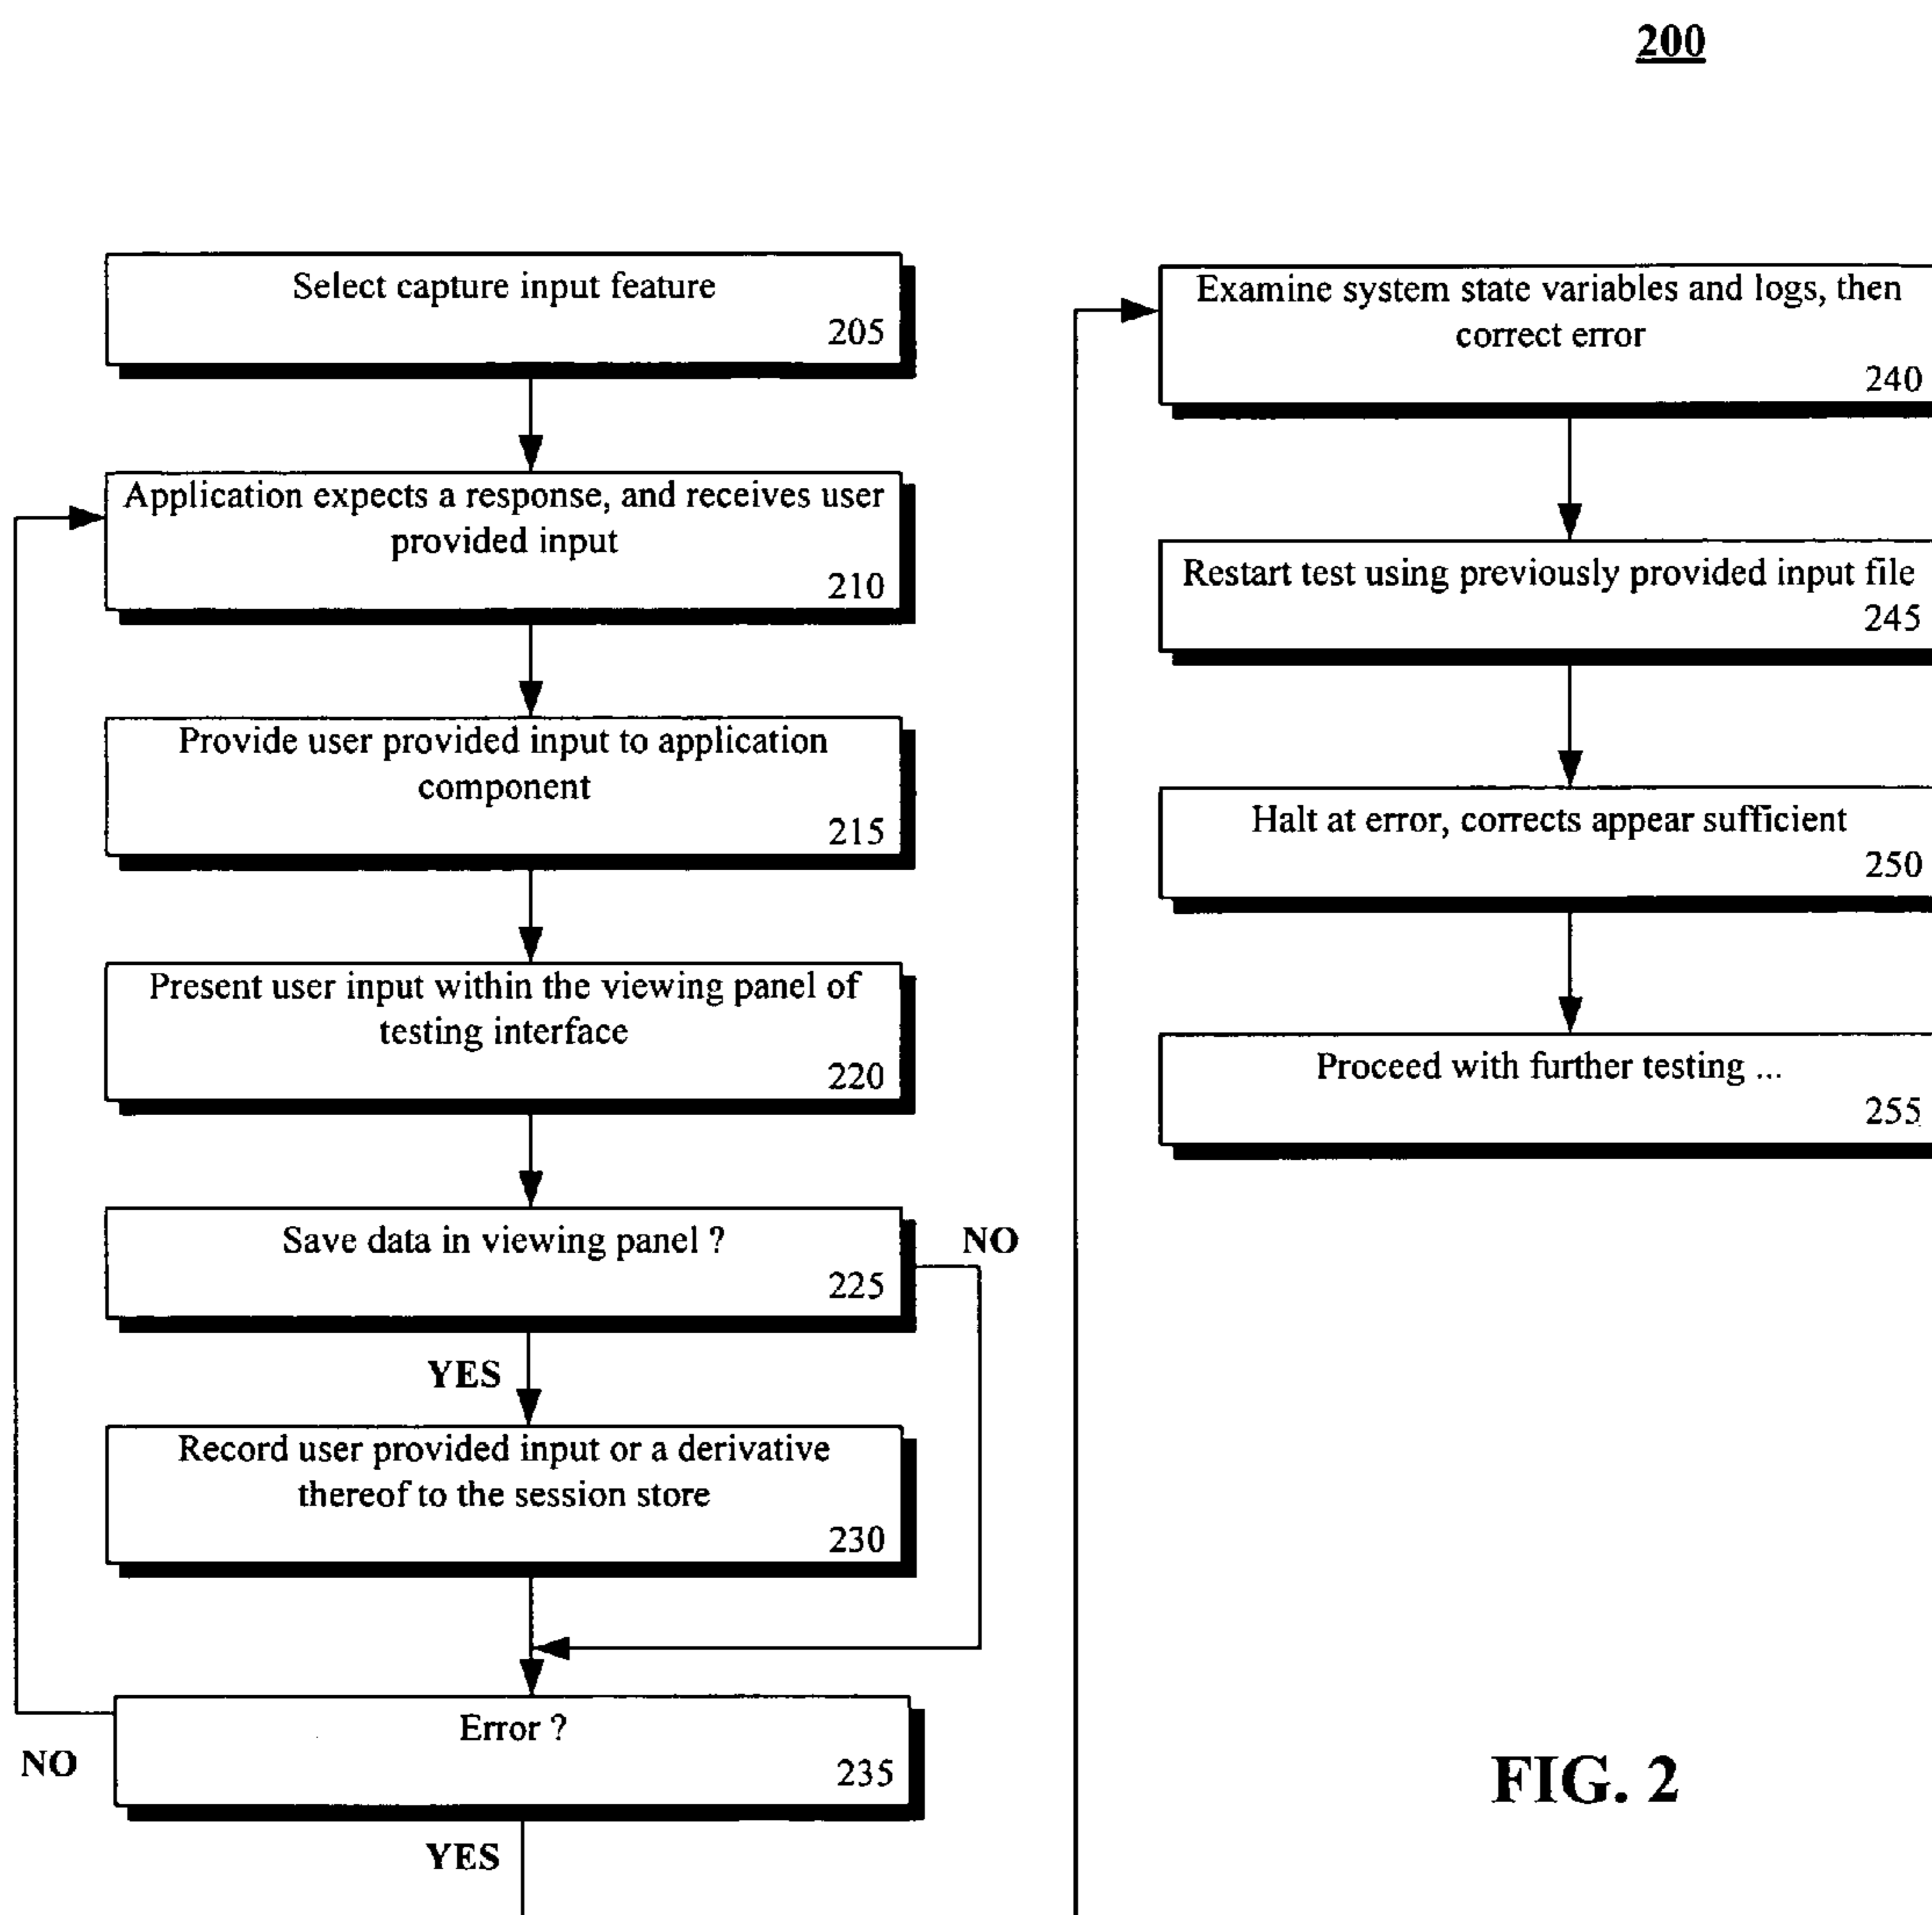 200
Select capture input feature
205
Application expects a response, and receives user
provided input
210
Provide user provided input to application
component
215
Present user input within the viewing panel of
testing interface
220
Save data in viewing panel ?
225
NO
YES
Record user provided input or a derivative
thereof to the session store
230
Error ?
235
NO
YES
Examine system state variables and logs, then
correct error
240
Restart test using previously provided input file
245
Halt at error, corrects appear sufficient
250
Proceed with further testing ...
255
FIG. 2